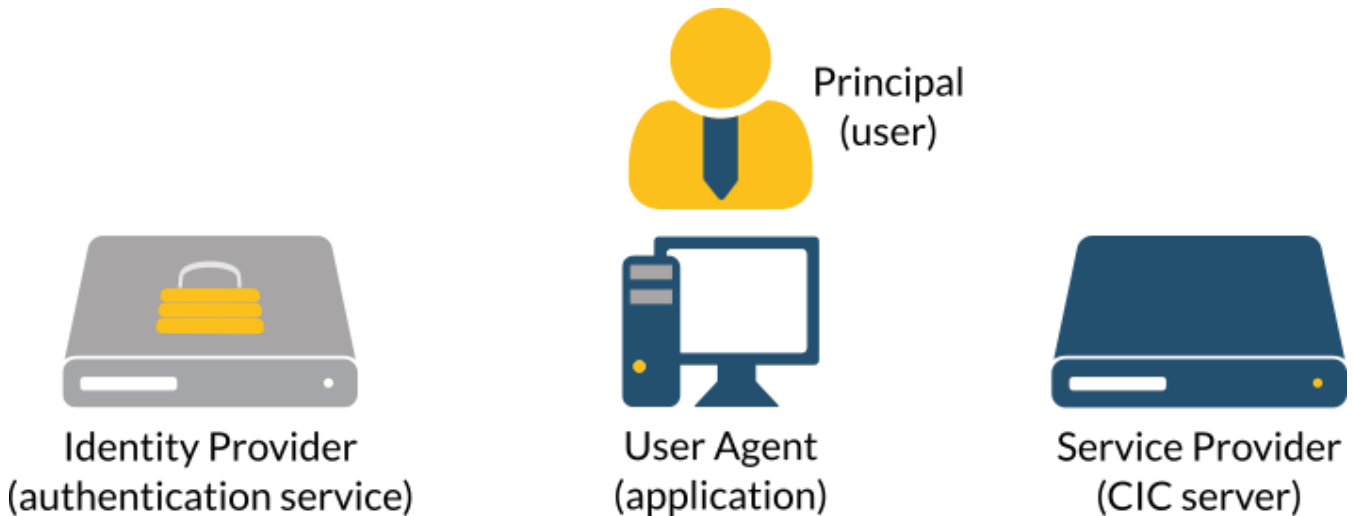 Principal
(user)
Identity Provider
(authentication service)
User Agent
(application)
Service Provider
(CIC server)